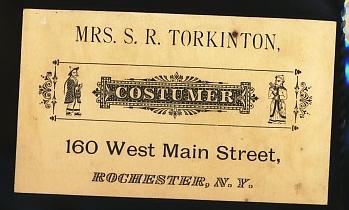 MRS. S. R. TORKINTON,
COSTUMER
160 West Main Street,
ROCHESTER, N. Y.